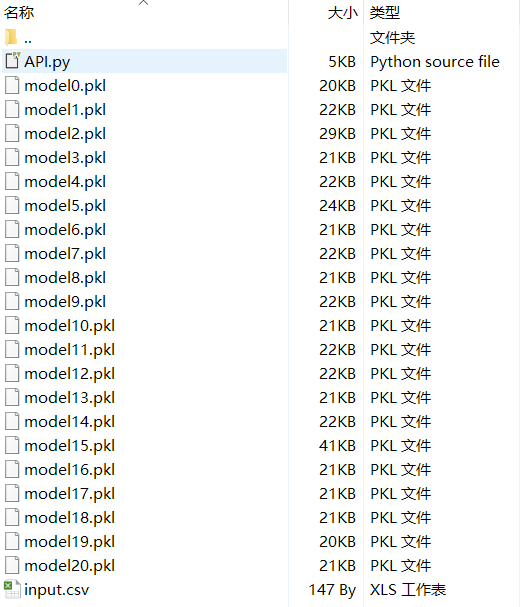 名称 大小 类型
.. 文件夹
API.py 5KB Python source file
model0.pkl 20KB PKL 文件
model1.pkl 22KB PKL 文件
model2.pkl 29KB PKL 文件
model3.pkl 21KB PKL 文件
model4.pkl 22KB PKL 文件
model5.pkl 24KB PKL 文件
model6.pkl 21KB PKL 文件
model7.pkl 22KB PKL 文件
model8.pkl 21KB PKL 文件
model9.pkl 22KB PKL 文件
model10.pkl 21KB PKL 文件
model11.pkl 22KB PKL 文件
model12.pkl 22KB PKL 文件
model13.pkl 21KB PKL 文件
model14.pkl 22KB PKL 文件
model15.pkl 41KB PKL 文件
model16.pkl 21KB PKL 文件
model17.pkl 21KB PKL 文件
model18.pkl 21KB PKL 文件
model19.pkl 20KB PKL 文件
model20.pkl 21KB PKL 文件
input.csv 147 By XLS 工作表